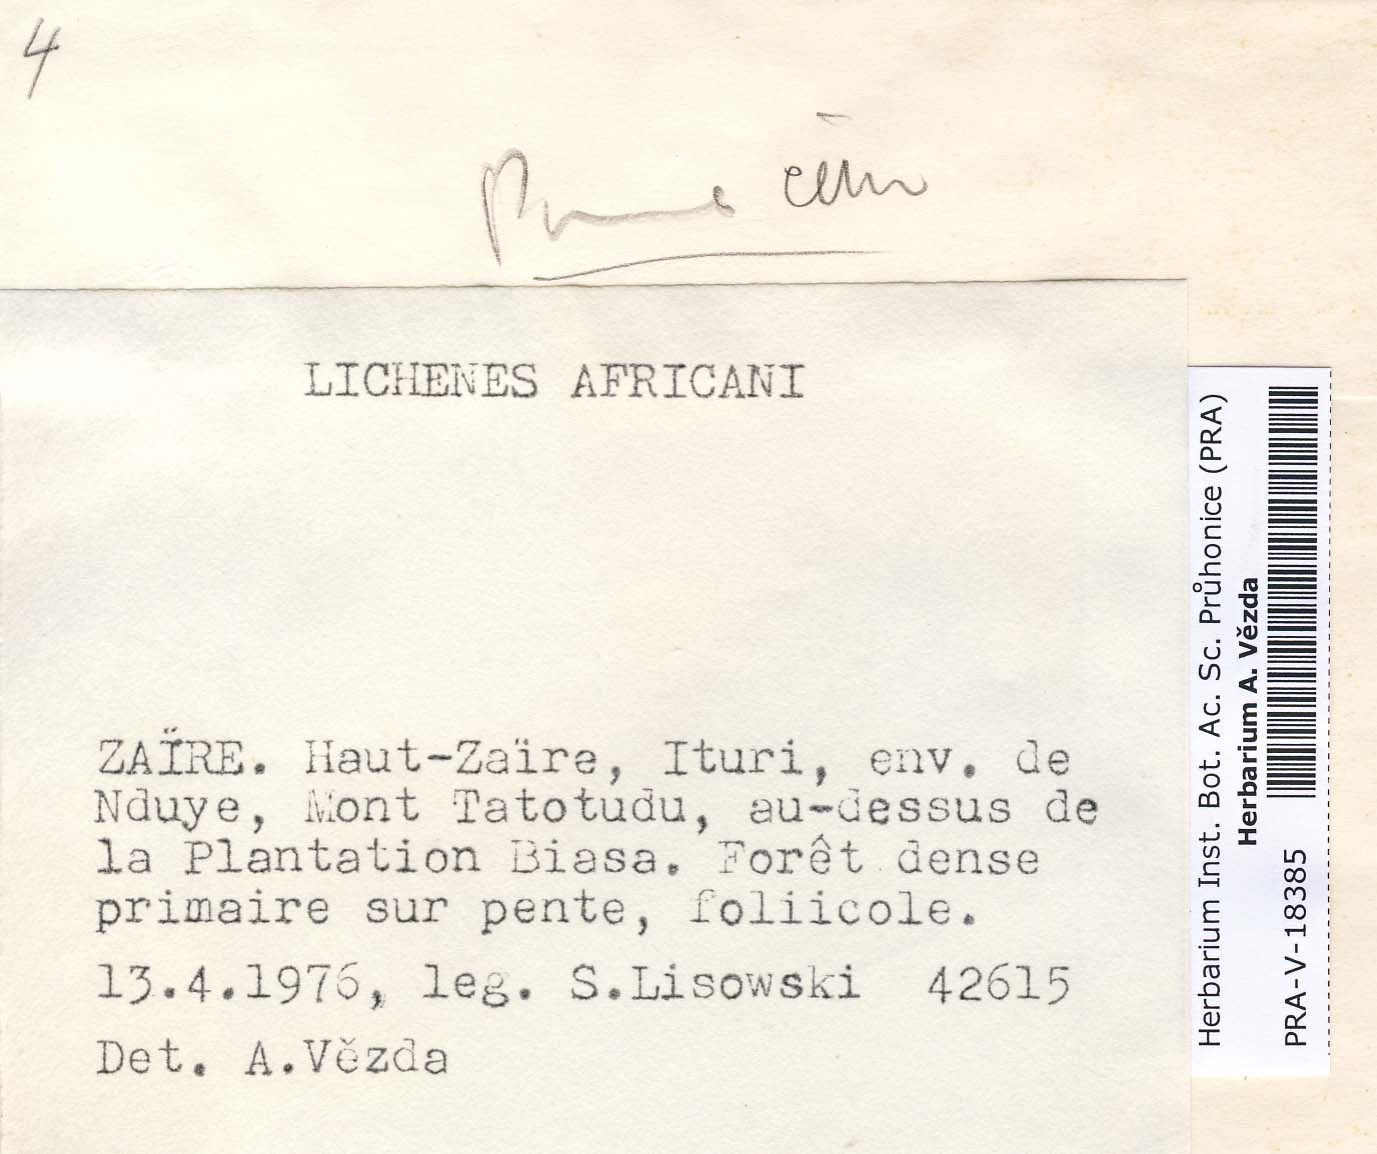 4
LICHENES AFRICANI
ZAÏRE. Haut-Zaïre, Ituri, env. de
Nduye, Mont Tatotudu, au-dessus de
la Plantation Biasa. Forêt dense
primaire sur pente, foliicole.
13.4.1976, leg. S.Lisowski 42615
Det. A.Vězda
Herbarium Inst. Bot. Ac. Sc. Průhonice (PRA)
Herbarium A. Vězda
PRA-V-18385